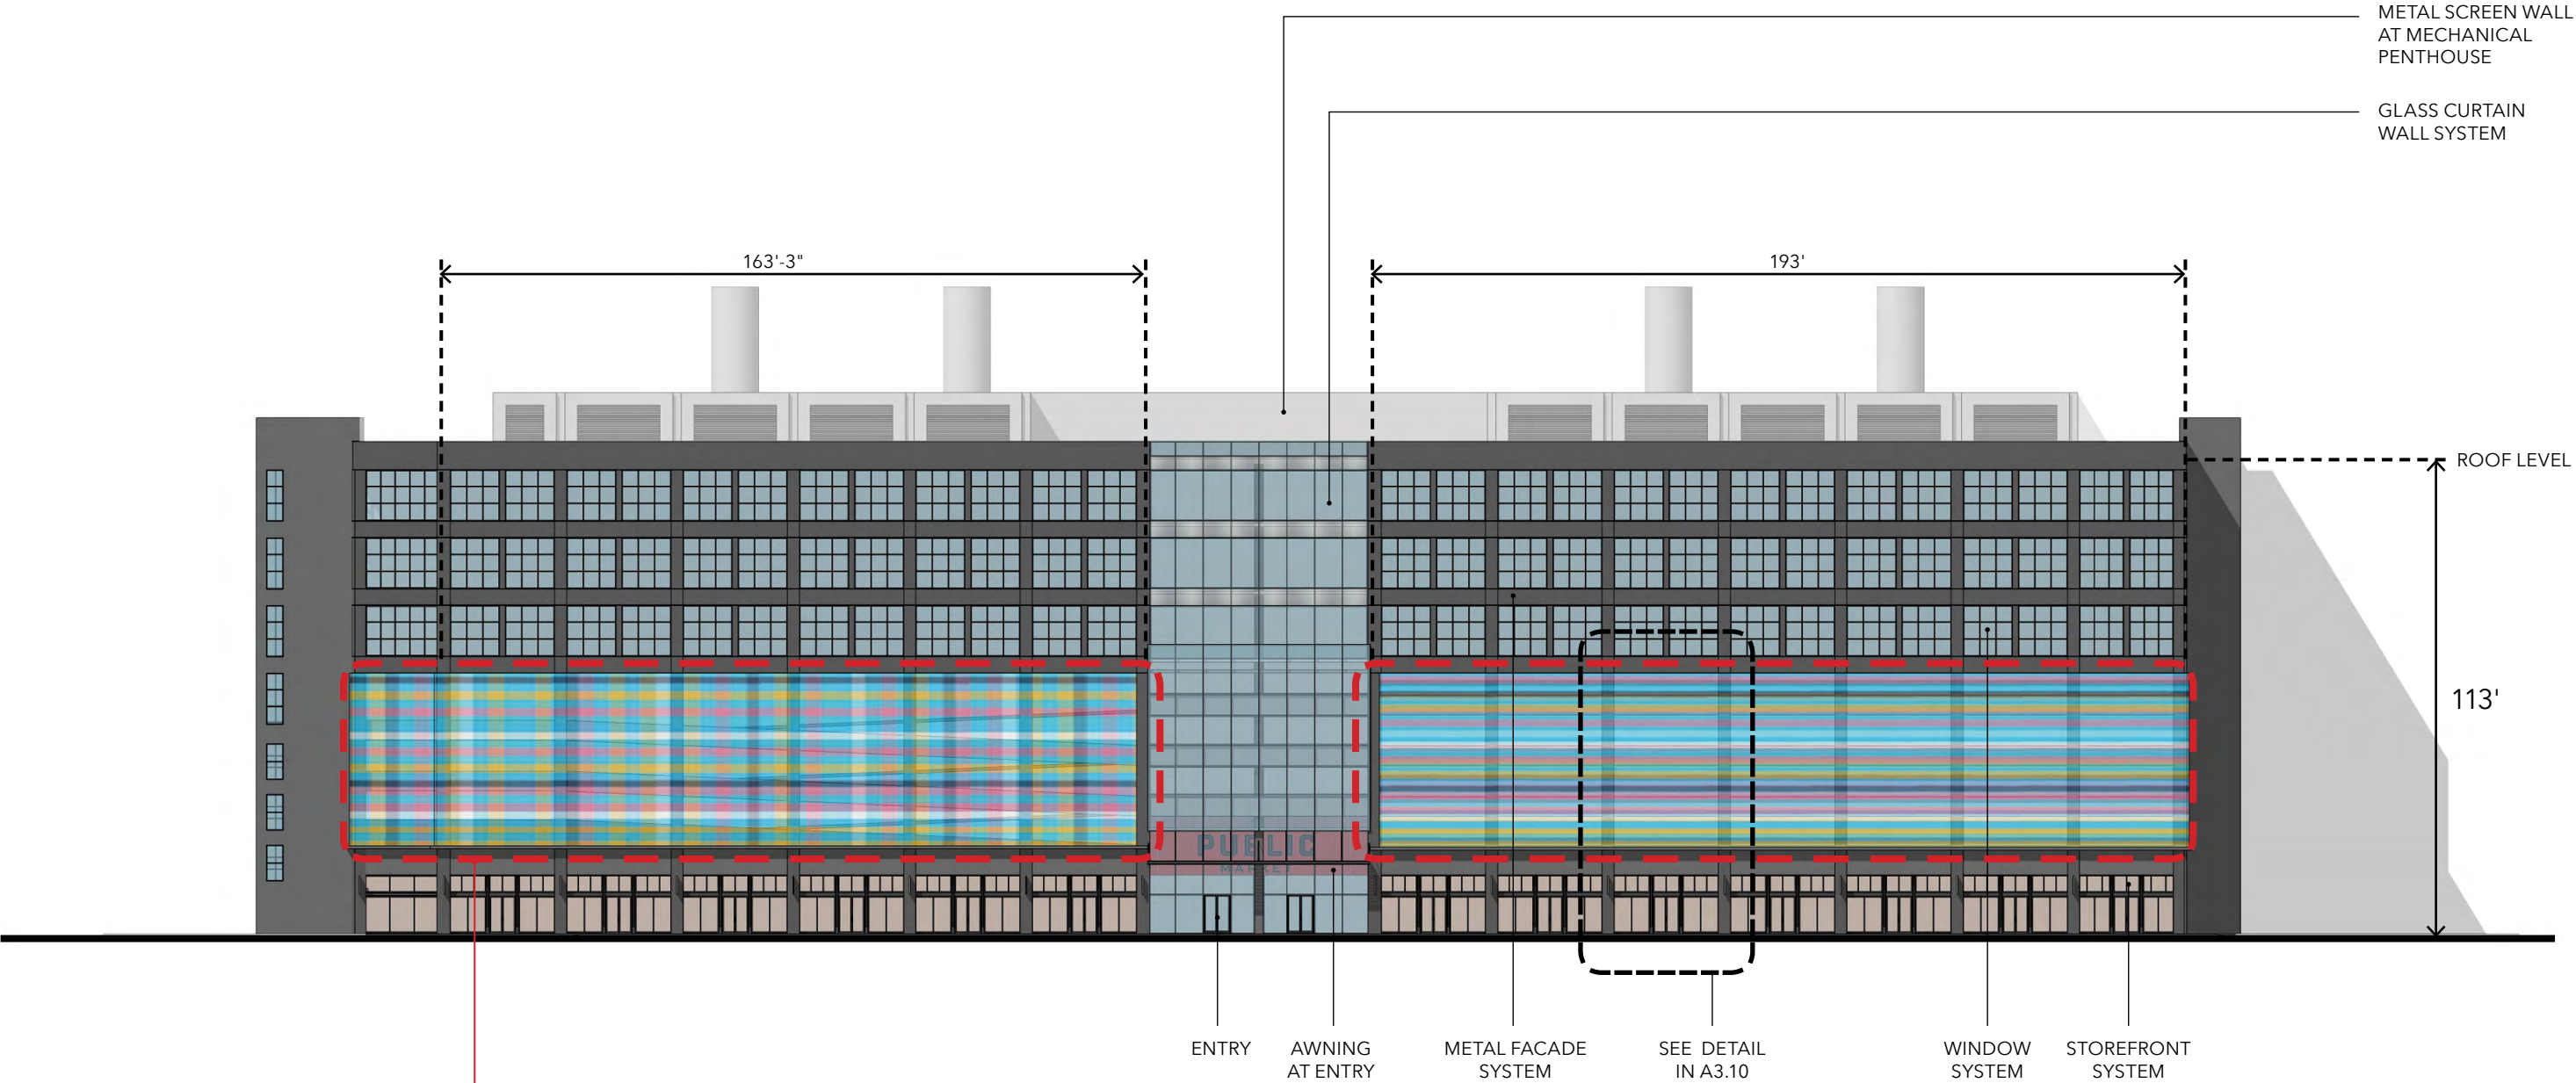 METAL SCREEN WALL
AT MECHANICAL
PENTHOUSE
GLASS CURTAIN
WALL SYSTEM
163'-3"
193'
ROOF LEVEL
113'
PUBLIC
MARKET
ENTRY
AWNING
AT ENTRY
METAL FACADE
SYSTEM
SEE DETAIL
IN A3.10
WINDOW
SYSTEM
STOREFRONT
SYSTEM